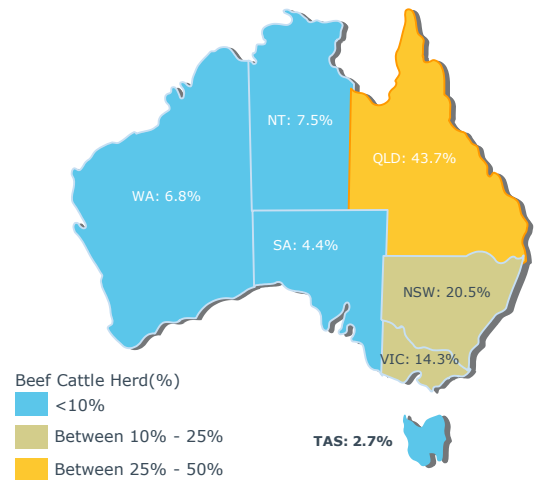 NT: 7.5%
QLD: 43.7%
WA: 6.8%
SA: 4.4%
NSW: 20.5%
VIC: 14.3%
Beef Cattle Herd(%)
<10%
Between 10% - 25%
TAS: 2.7%
Between 25% - 50%